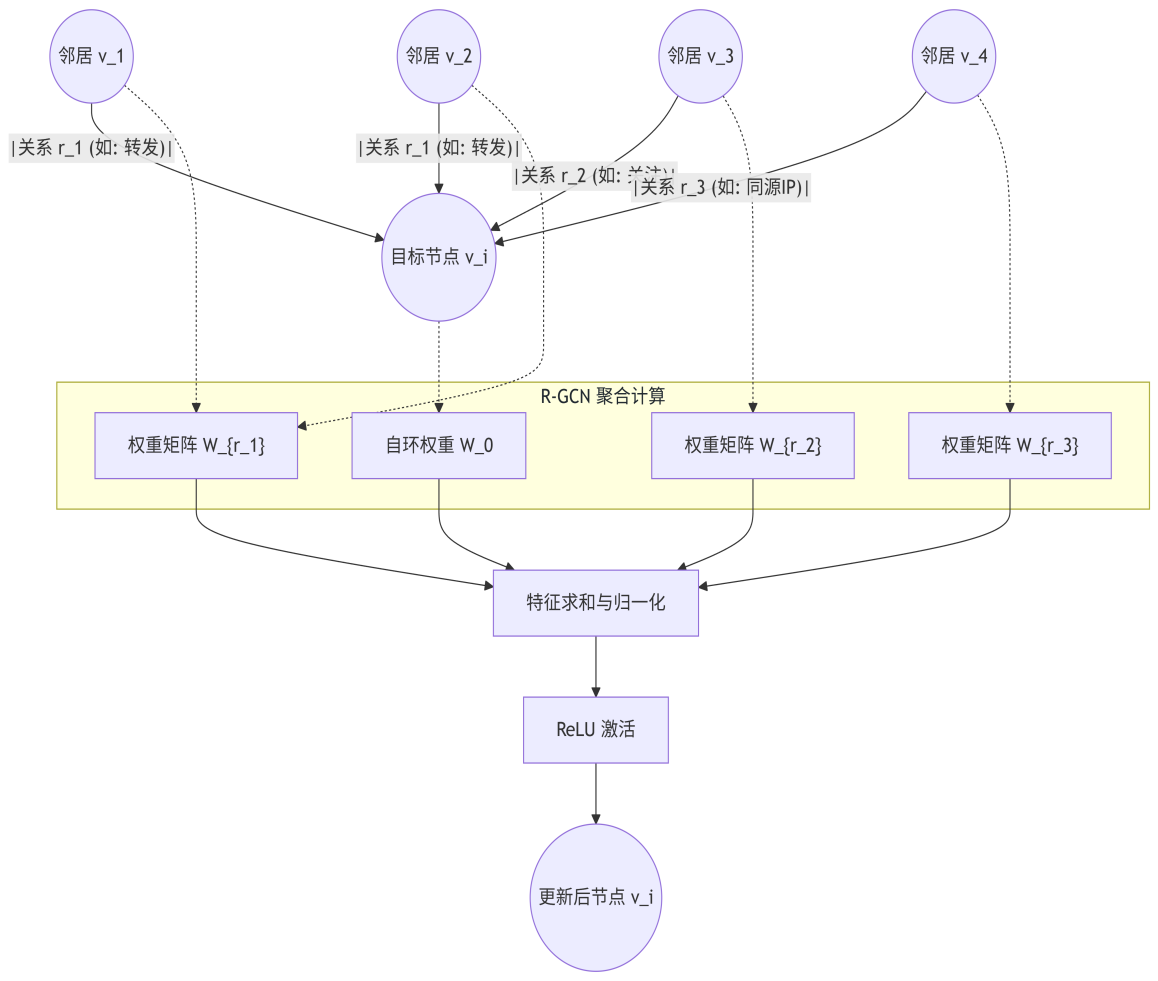 邻居 v_1
邻居 v_2
邻居 v_3
邻居 v_4
|关系 r_1 (如: 转发)|
|关系 r_1 (如: 转发)|
|关系 r_2 (如:
|关系 r_3 (如: 同源IP)|
目标节点 v_i
R-GCN 聚合计算
权重矩阵 W_{r_1}
自环权重 W_0
权重矩阵 W_{r_2}
权重矩阵 W_{r_3}
特征求和与归一化
ReLU 激活
更新后节点 v_i